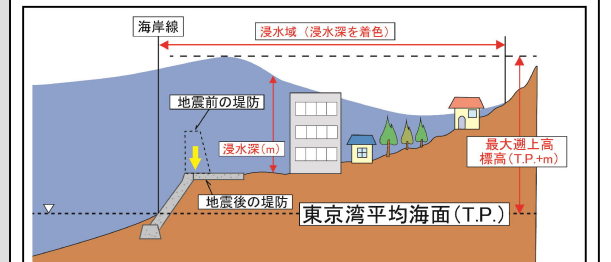 海岸線
浸水域（浸水深を着色）
地震前の堤防
浸水深(m)
最大遡上高
標高(T.P.+m)
地震後の堤防
東京湾平均海面(T.P.)